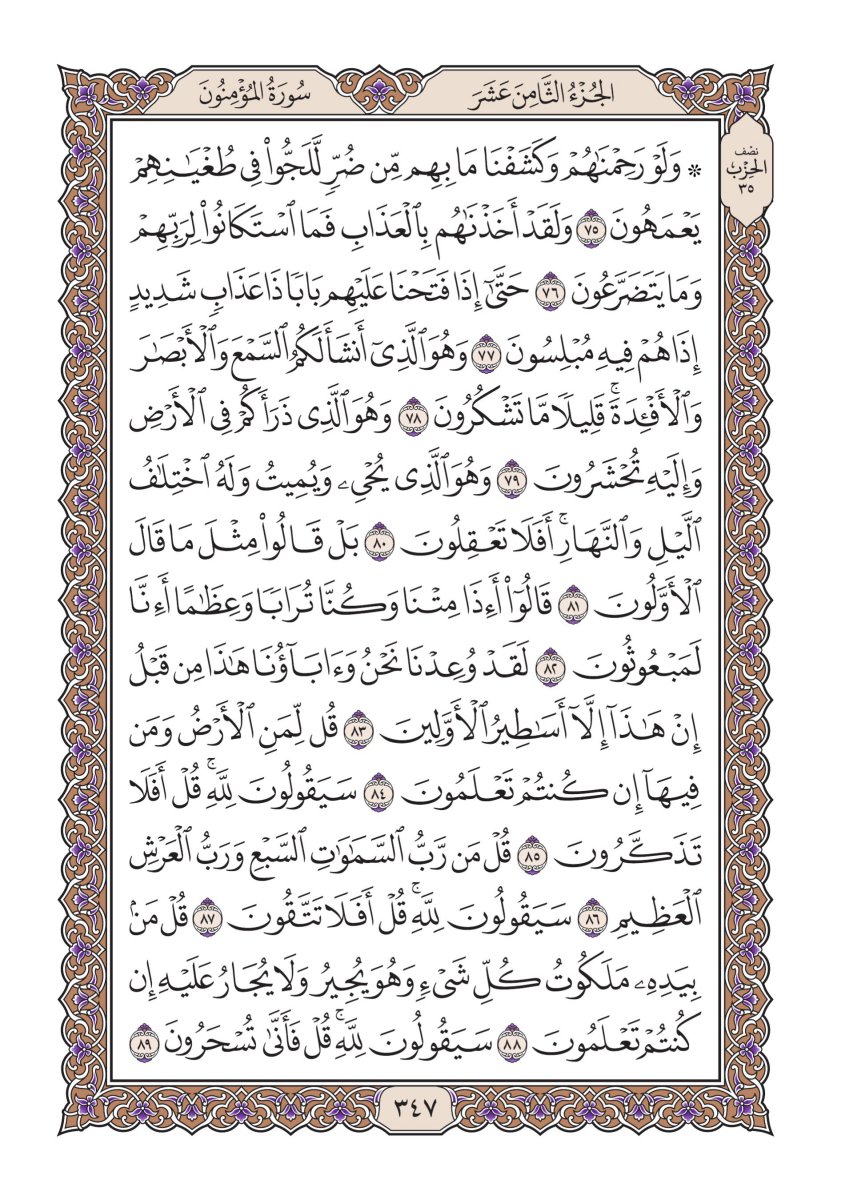 الجُزْءُ الثَّامِنَ عَشَرَ
سُورَةُ المُؤْمِنُونَ
نصف
الحِزْب
٣٥
۞ وَلَوْ رَحِمْنَٰهُمْ وَكَشَفْنَا مَا بِهِم مِّن ضُرٍّ لَّلَجُّوا۟ فِى طُغْيَٰنِهِمْ
يَعْمَهُونَ ٧٥ وَلَقَدْ أَخَذْنَٰهُم بِٱلْعَذَابِ فَمَا ٱسْتَكَانُوا۟ لِرَبِّهِمْ
وَمَا يَتَضَرَّعُونَ ٧٦ حَتَّىٰٓ إِذَا فَتَحْنَا عَلَيْهِم بَابًا ذَا عَذَابٍ شَدِيدٍ
إِذَا هُمْ فِيهِ مُبْلِسُونَ ٧٧ وَهُوَ ٱلَّذِىٓ أَنشَأَ لَكُمُ ٱلسَّمْعَ وَٱلْأَبْصَٰرَ
وَٱلْأَفْـِٔدَةَ ۚ قَلِيلًا مَّا تَشْكُرُونَ ٧٨ وَهُوَ ٱلَّذِى ذَرَأَكُمْ فِى ٱلْأَرْضِ
وَإِلَيْهِ تُحْشَرُونَ ٧٩ وَهُوَ ٱلَّذِى يُحْىِۦ وَيُمِيتُ وَلَهُ ٱخْتِلَٰفُ
ٱلَّيْلِ وَٱلنَّهَارِ ۚ أَفَلَا تَعْقِلُونَ ٨٠ بَلْ قَالُوا۟ مِثْلَ مَا قَالَ
ٱلْأَوَّلُونَ ٨١ قَالُوٓا۟ أَءِذَا مِتْنَا وَكُنَّا تُرَابًا وَعِظَٰمًا أَءِنَّا
لَمَبْعُوثُونَ ٨٢ لَقَدْ وُعِدْنَا نَحْنُ وَءَابَآؤُنَا هَٰذَا مِن قَبْلُ
إِنْ هَٰذَآ إِلَّآ أَسَٰطِيرُ ٱلْأَوَّلِينَ ٨٣ قُل لِّمَنِ ٱلْأَرْضُ وَمَن
فِيهَآ إِن كُنتُمْ تَعْلَمُونَ ٨٤ سَيَقُولُونَ لِلَّهِ ۚ قُلْ أَفَلَا
تَذَكَّرُونَ ٨٥ قُلْ مَن رَّبُّ ٱلسَّمَٰوَٰتِ ٱلسَّبْعِ وَرَبُّ ٱلْعَرْشِ
ٱلْعَظِيمِ ٨٦ سَيَقُولُونَ لِلَّهِ ۚ قُلْ أَفَلَا تَتَّقُونَ ٨٧ قُلْ مَنۢ
بِيَدِهِۦ مَلَكُوتُ كُلِّ شَىْءٍ وَهُوَ يُجِيرُ وَلَا يُجَارُ عَلَيْهِ إِن
كُنتُمْ تَعْلَمُونَ ٨٨ سَيَقُولُونَ لِلَّهِ ۚ قُلْ فَأَنَّىٰ تُسْحَرُونَ ٨٩
٣٤٧